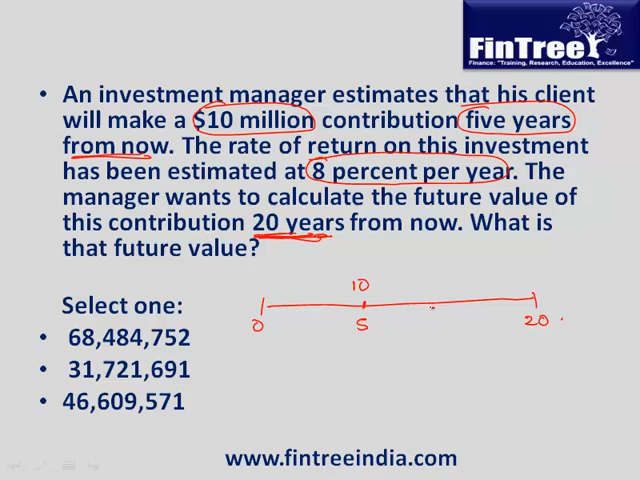 FinTree
Finance: "Training, Research, Education, Excellence"
• An investment manager estimates that his client
will make a $10 million contribution five years
from now. The rate of return on this investment
has been estimated at 8 percent per year. The
manager wants to calculate the future value of
this contribution 20 years from now. What is
that future value?
10
0 5 20
Select one:
• 68,484,752
• 31,721,691
• 46,609,571
www.fintreeindia.com